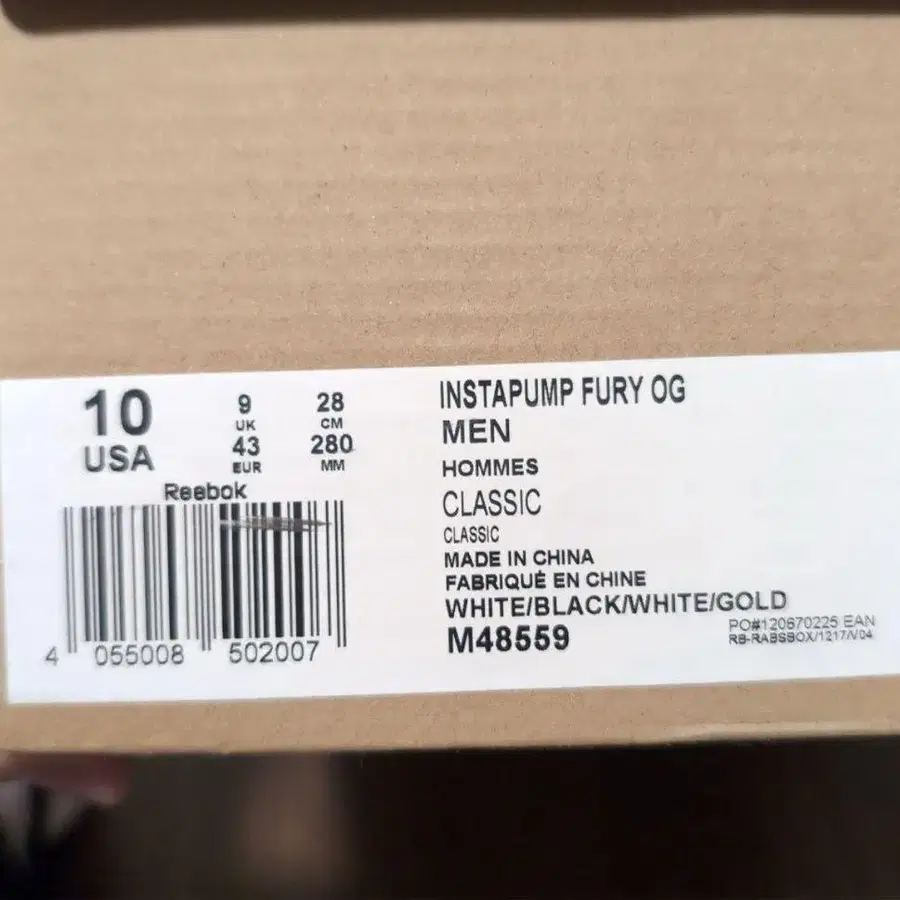 10
USA
9
UK
43
EUR
28
CM
280
MM
Reebok
4 055008 502007
INSTAPUMP FURY OG
MEN
HOMMES
CLASSIC
CLASSIC
MADE IN CHINA
FABRIQUÉ EN CHINE
WHITE/BLACK/WHITE/GOLD
M48559
PO#120670225 EAN
RB-RABSBOX/1217/V04